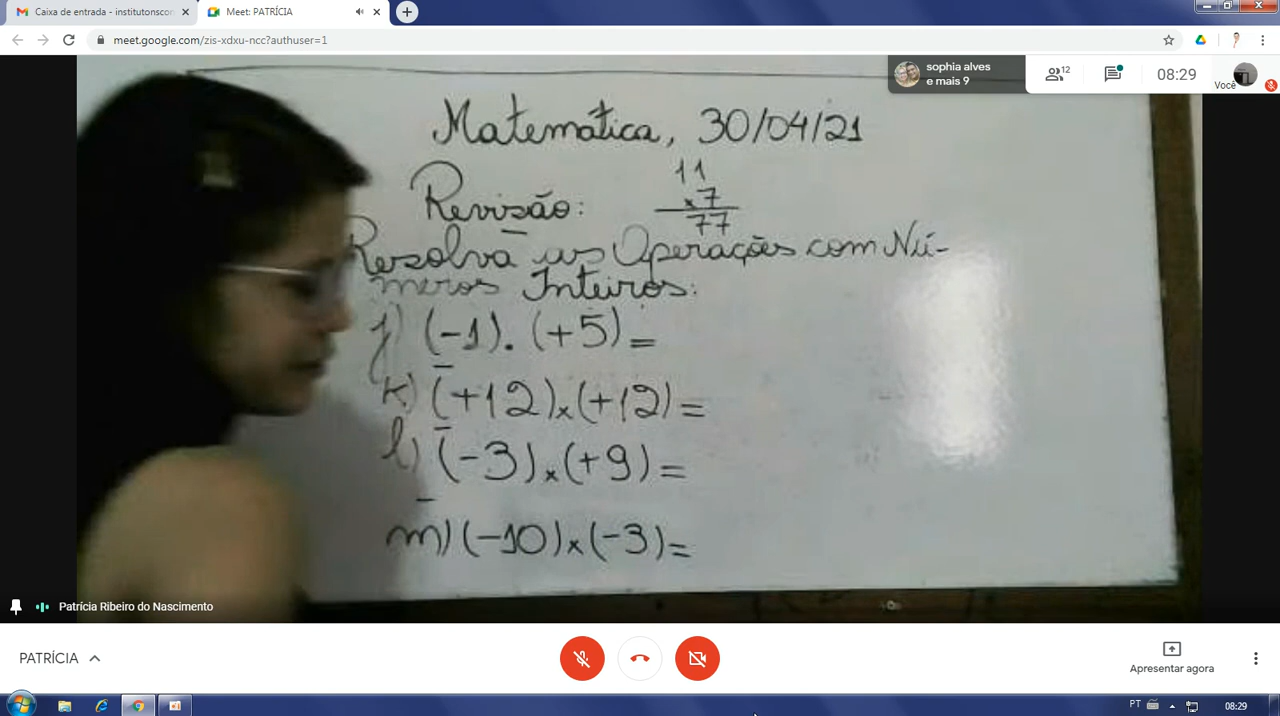 Caixa de entrada - institutonscon
Meet: PATRÍCIA
meet.google.com/zis-xdxu-ncc?authuser=1
sophia alves
e mais 9
12
08:29
Você
Matemática, 30/04/21
11
Revisão: x7
77
Resolva as Operações com Nú-
meros Inteiros:
j) (-1). (+5)=
k) (+12)x(+12)=
l) (-3)x(+9)=
m) (-10)x(-3)=
Patrícia Ribeiro do Nascimento
PATRÍCIA
Apresentar agora
PT
08:29